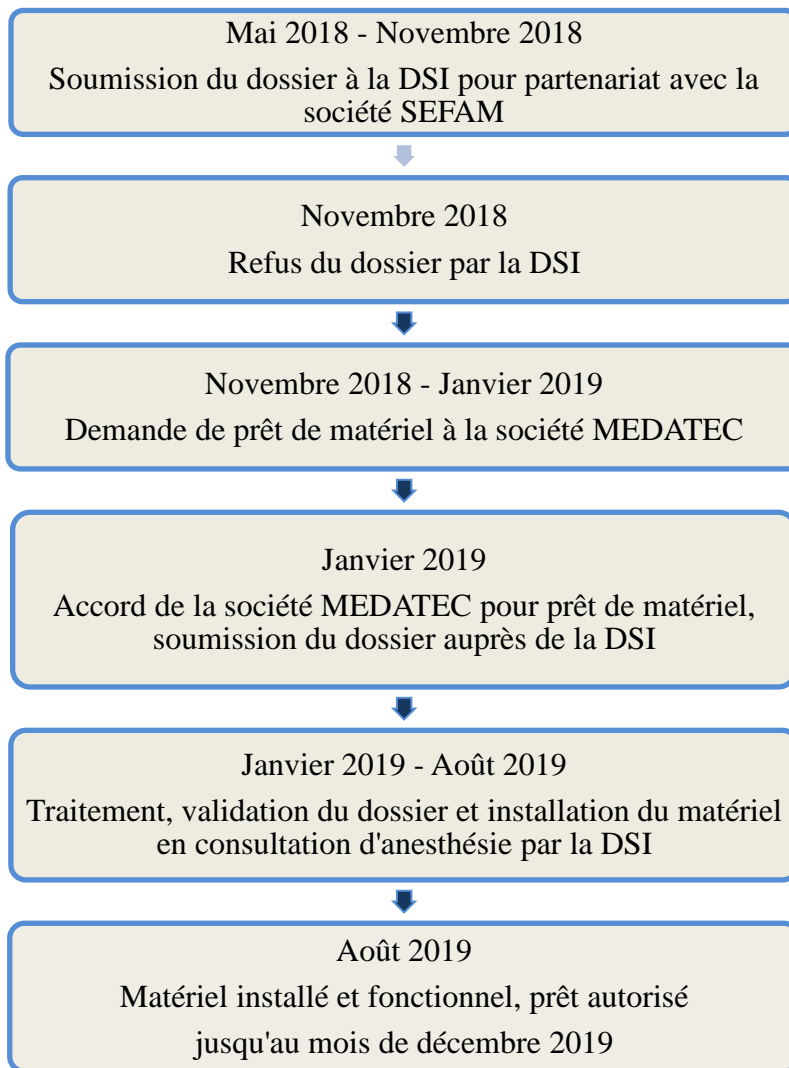 Mai 2018 - Novembre 2018
Soumission du dossier à la DSI pour partenariat avec la
société SEFAM
Novembre 2018
Refus du dossier par la DSI
Novembre 2018 - Janvier 2019
Demande de prêt de matériel à la société MEDATEC
Janvier 2019
Accord de la société MEDATEC pour prêt de matériel,
soumission du dossier auprès de la DSI
Janvier 2019 - Août 2019
Traitement, validation du dossier et installation du matériel
en consultation d'anesthésie par la DSI
Août 2019
Matériel installé et fonctionnel, prêt autorisé
jusqu'au mois de décembre 2019